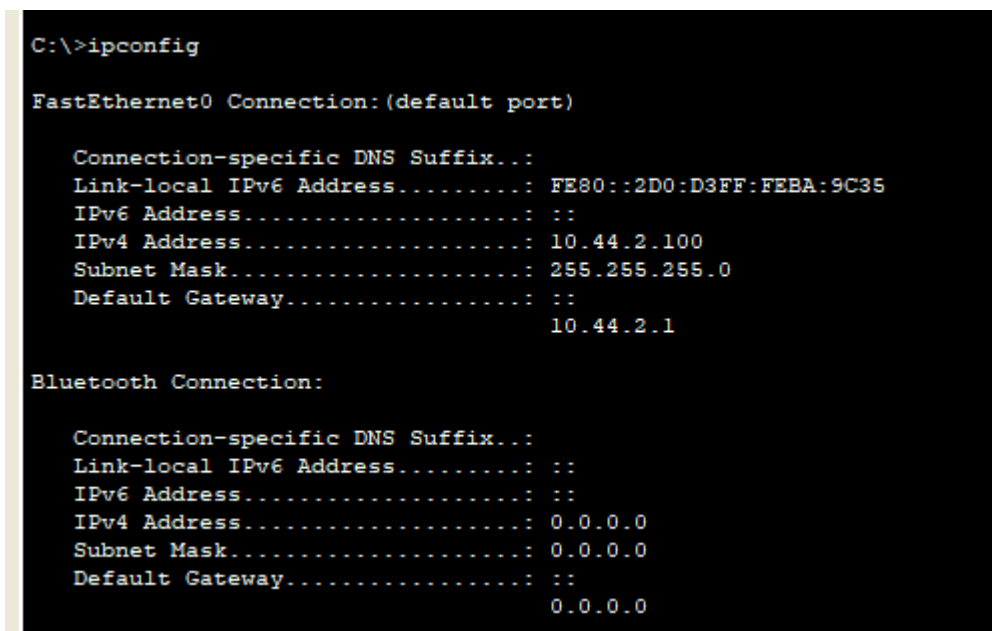 C:\>ipconfig
FastEthernet0 Connection:(default port)
Connection-specific DNS Suffix..:
Link-local IPv6 Address.........: FE80::2D0:D3FF:FEBA:9C35
IPv6 Address....................: ::
IPv4 Address....................: 10.44.2.100
Subnet Mask.....................: 255.255.255.0
Default Gateway.................: ::
10.44.2.1
Bluetooth Connection:
Connection-specific DNS Suffix..:
Link-local IPv6 Address.........: ::
IPv6 Address....................: ::
IPv4 Address....................: 0.0.0.0
Subnet Mask.....................: 0.0.0.0
Default Gateway.................: ::
0.0.0.0